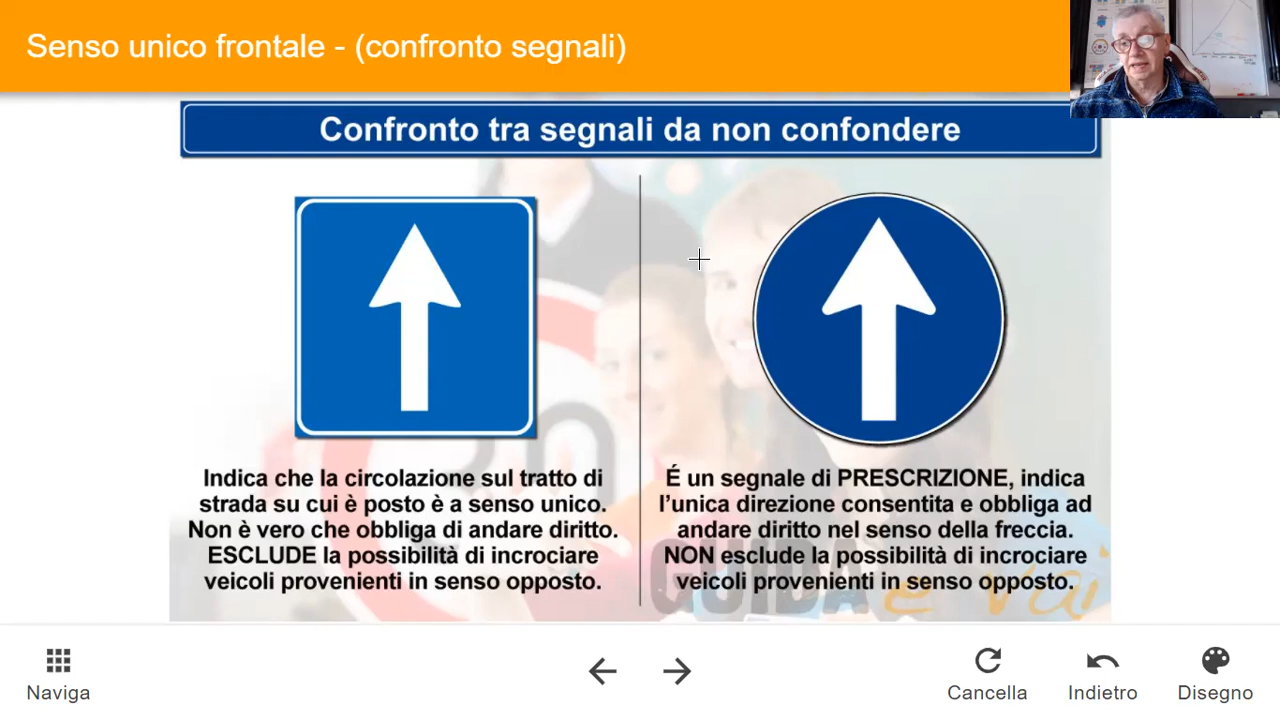 Senso unico frontale - (confronto segnali)
Confronto tra segnali da non confondere
Indica che la circolazione sul tratto di
strada su cui è posto è a senso unico.
Non è vero che obbliga di andare diritto.
ESCLUDE la possibilità di incrociare
veicoli provenienti in senso opposto.
É un segnale di PRESCRIZIONE, indica
l'unica direzione consentita e obbliga ad
andare diritto nel senso della freccia.
NON esclude la possibilità di incrociare
veicoli provenienti in senso opposto.
GUIDA e Vai
Naviga
Cancella
Indietro
Disegno